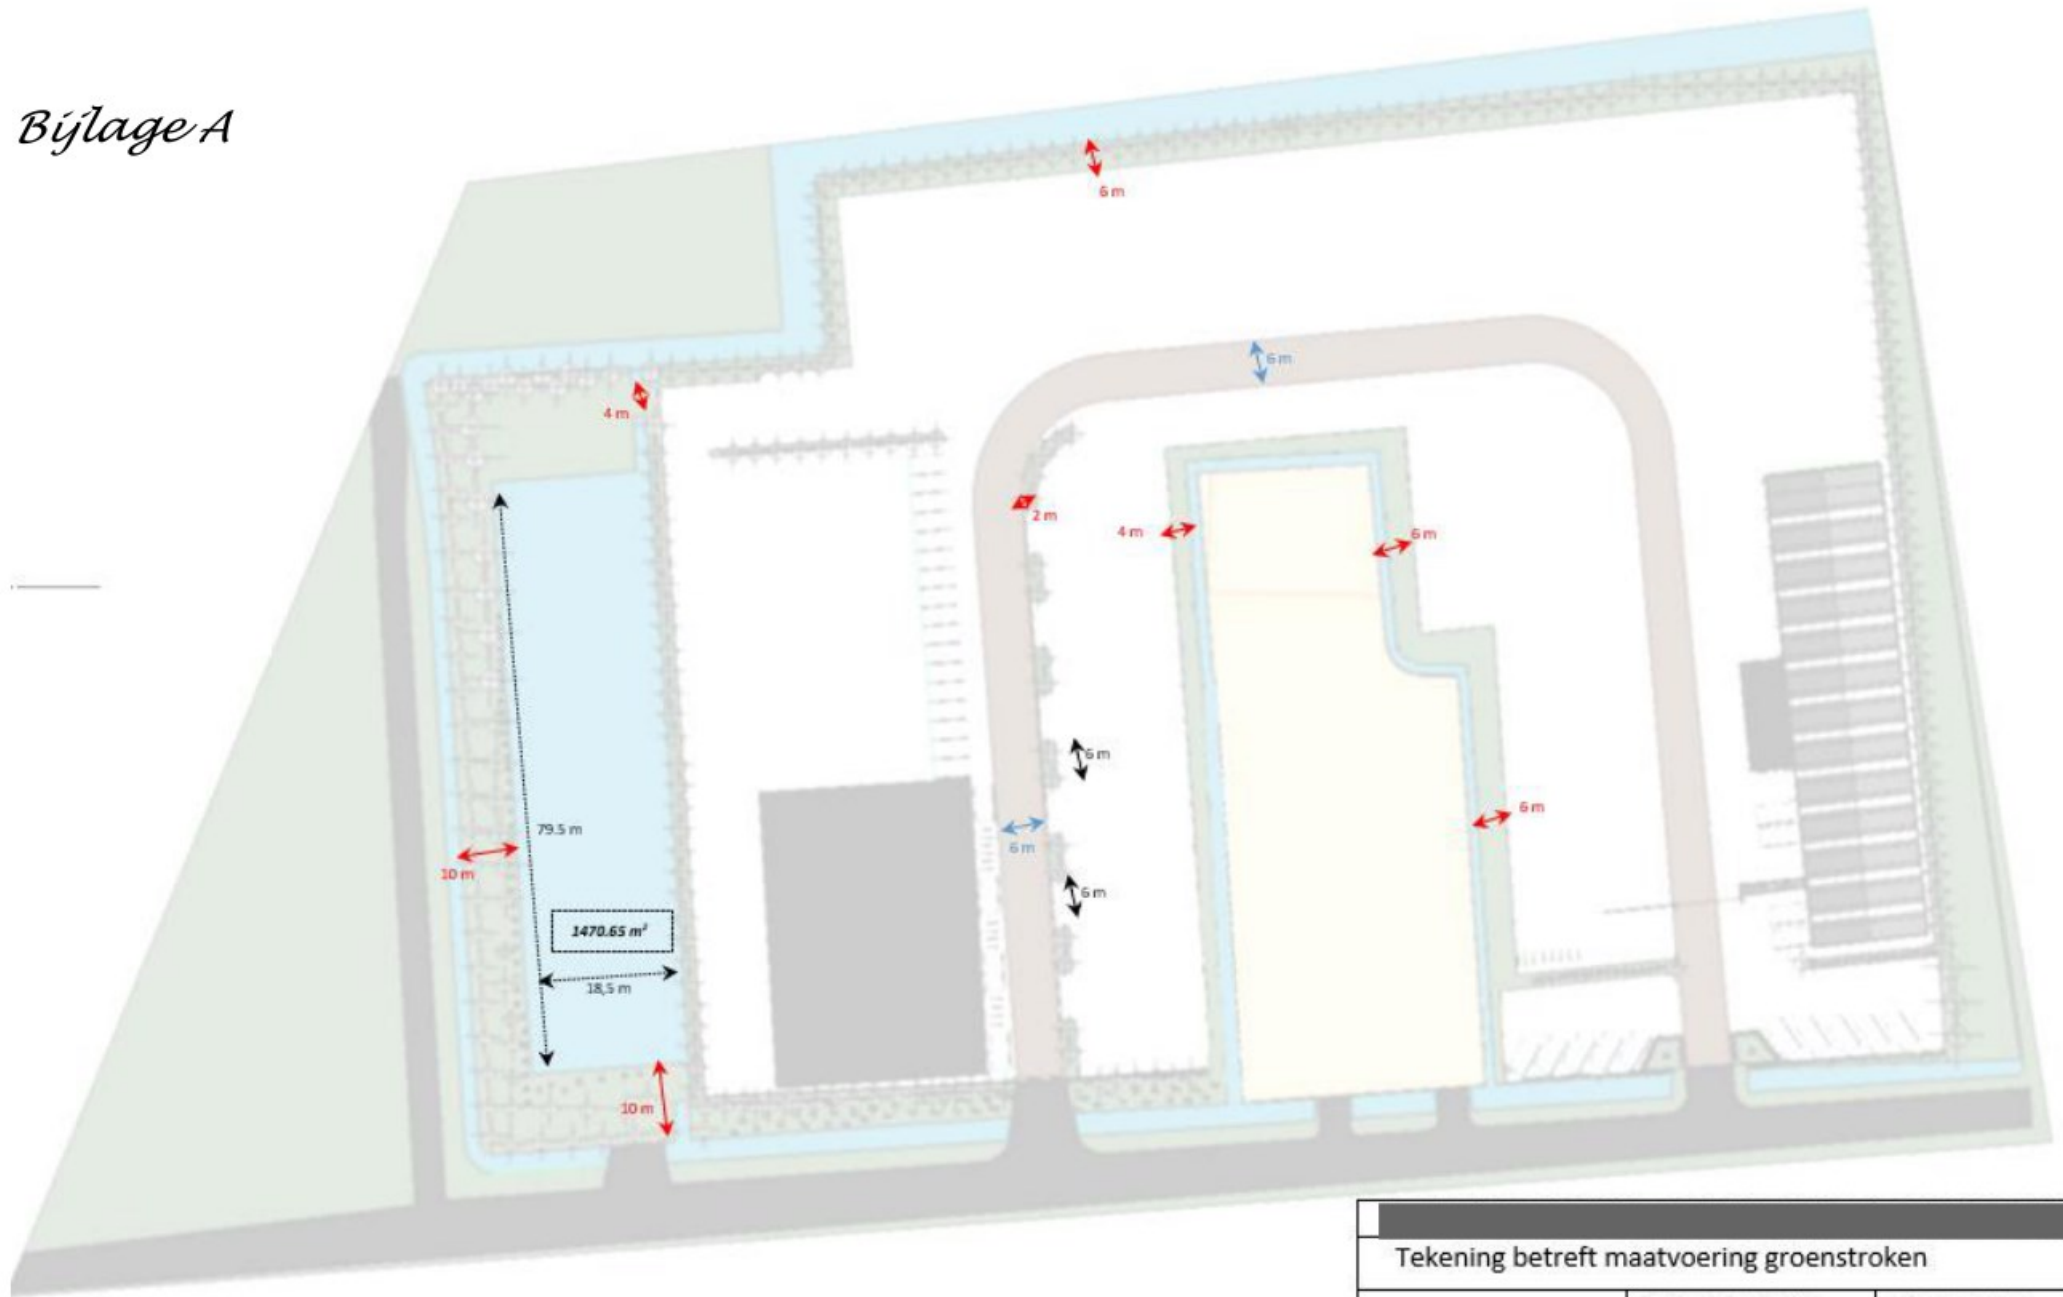 Bijlage A
6 m
6 m
4 m
2 m
4 m
6 m
6 m
79.5 m
6 m
6 m
10 m
6 m
1470.65 m²
18,5 m
10 m
Tekening betreft maatvoering groenstroken